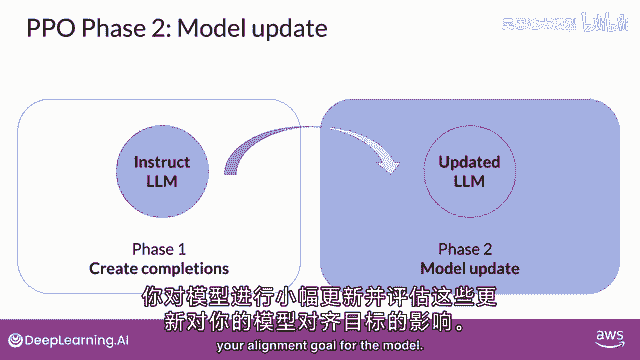 PPO Phase 2: Model update
Instruct
LLM
Updated
LLM
Phase 1
Create completions
Phase 2
Model update
你对模型进行小幅更新并评估这些更
新对你的模型对齐目标的影响。
your alignment goal for the model.
DeepLearning.AI
aws